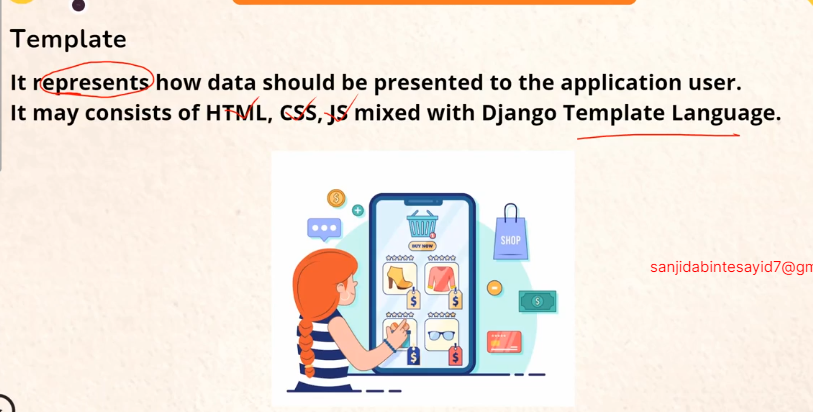 Template
It represents how data should be presented to the application user.
It may consists of HTML, CSS, JS mixed with Django Template Language.
BUY NOW
SHOP
$
$
$
$
$
sanjidabintesayid7@gm